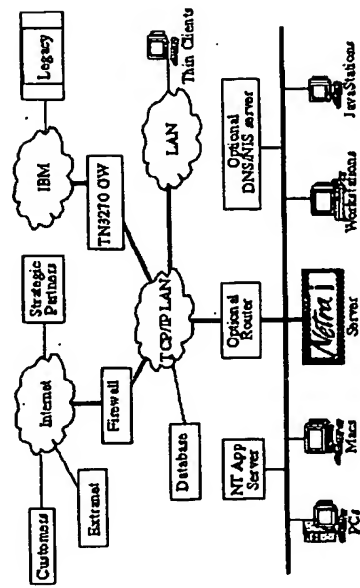 Customers
Extranet
Internet
Strategic
Partners
Firewall
IBM
Legacy
TN3270 GW
TCP/IP LAN
LAN
Thin Clients
Database
NT App
Server
Optional
Router
Optional
DNS/NIS server
PCs
Macs
Netra i
Server
Workstations
JavaStations